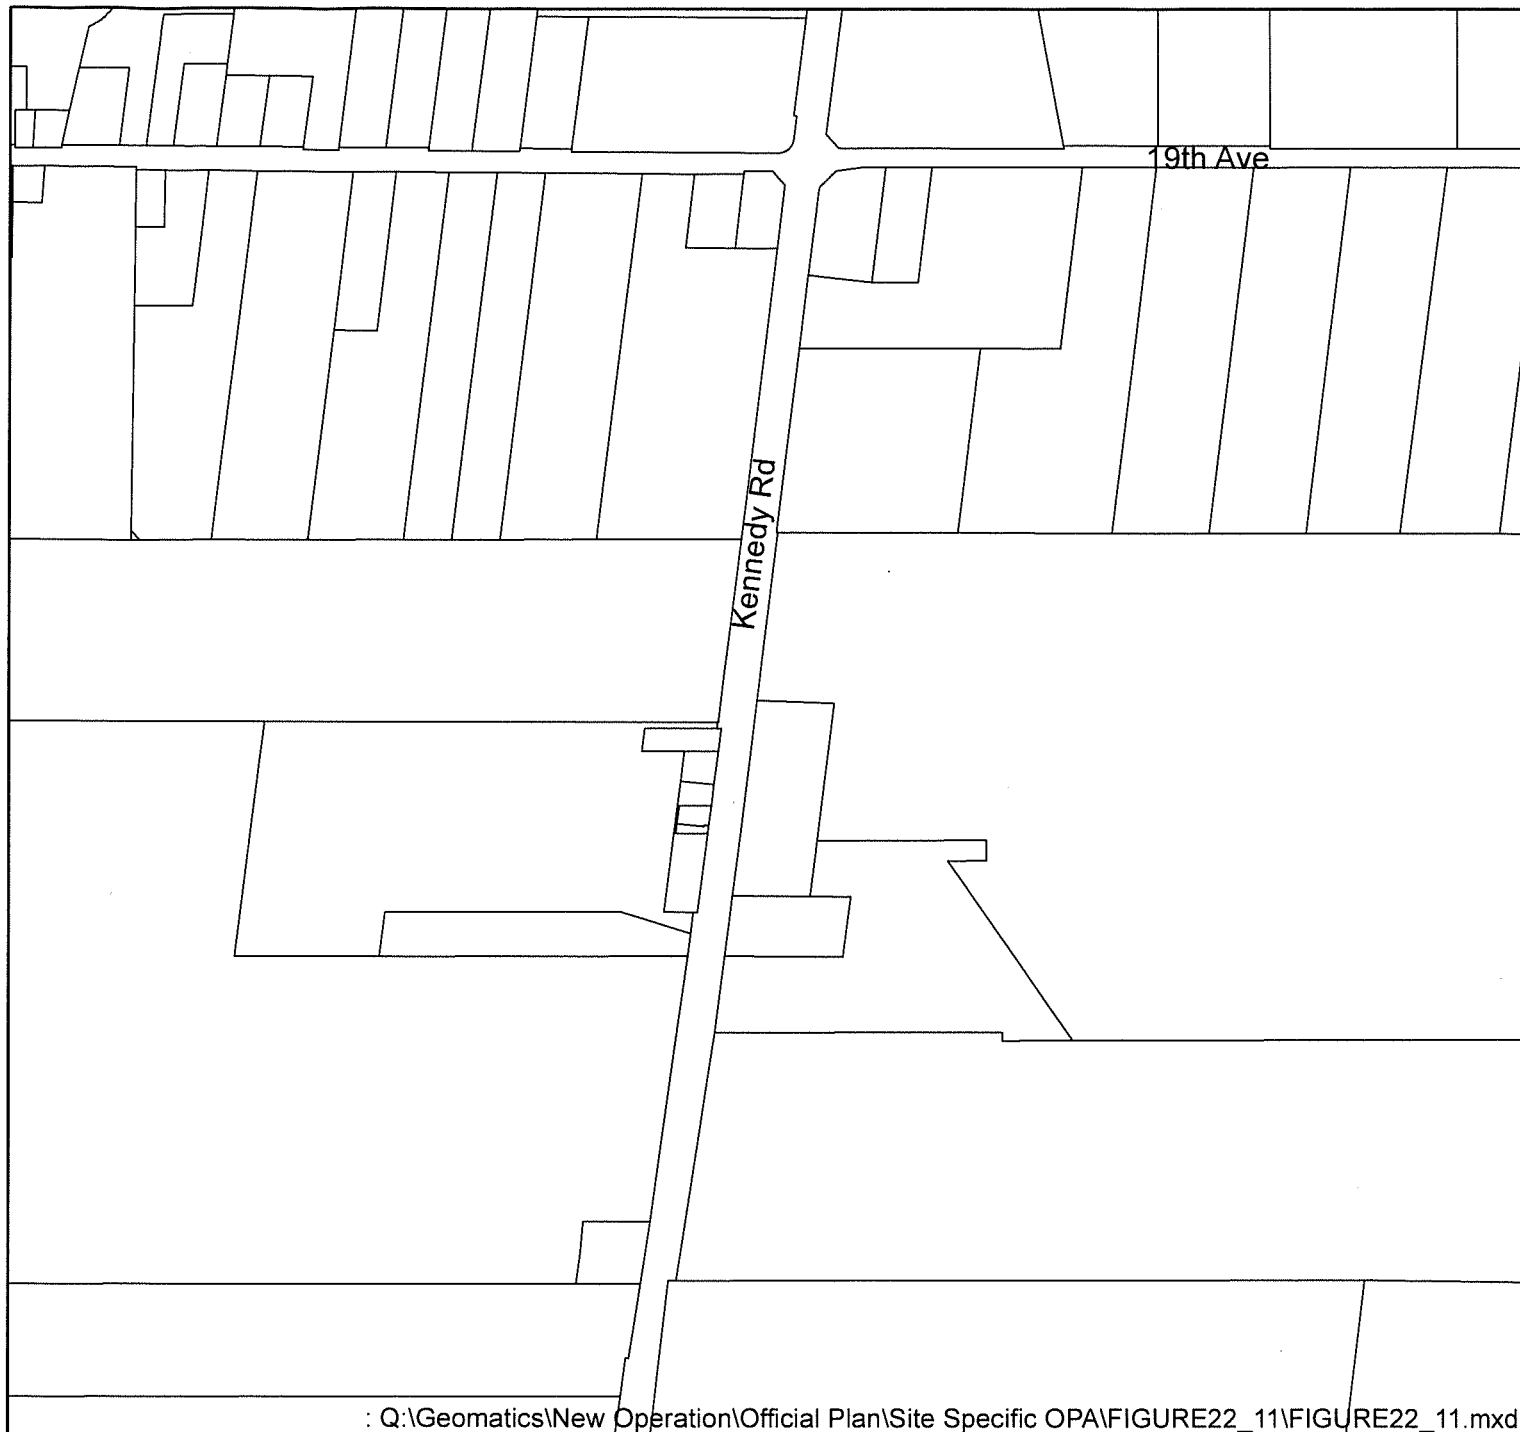 19th Ave
Kennedy Rd
: Q:\Geomatics\New Operation\Official Plan\Site Specific OPA\FIGURE22_11\FIGURE22_11.mxd